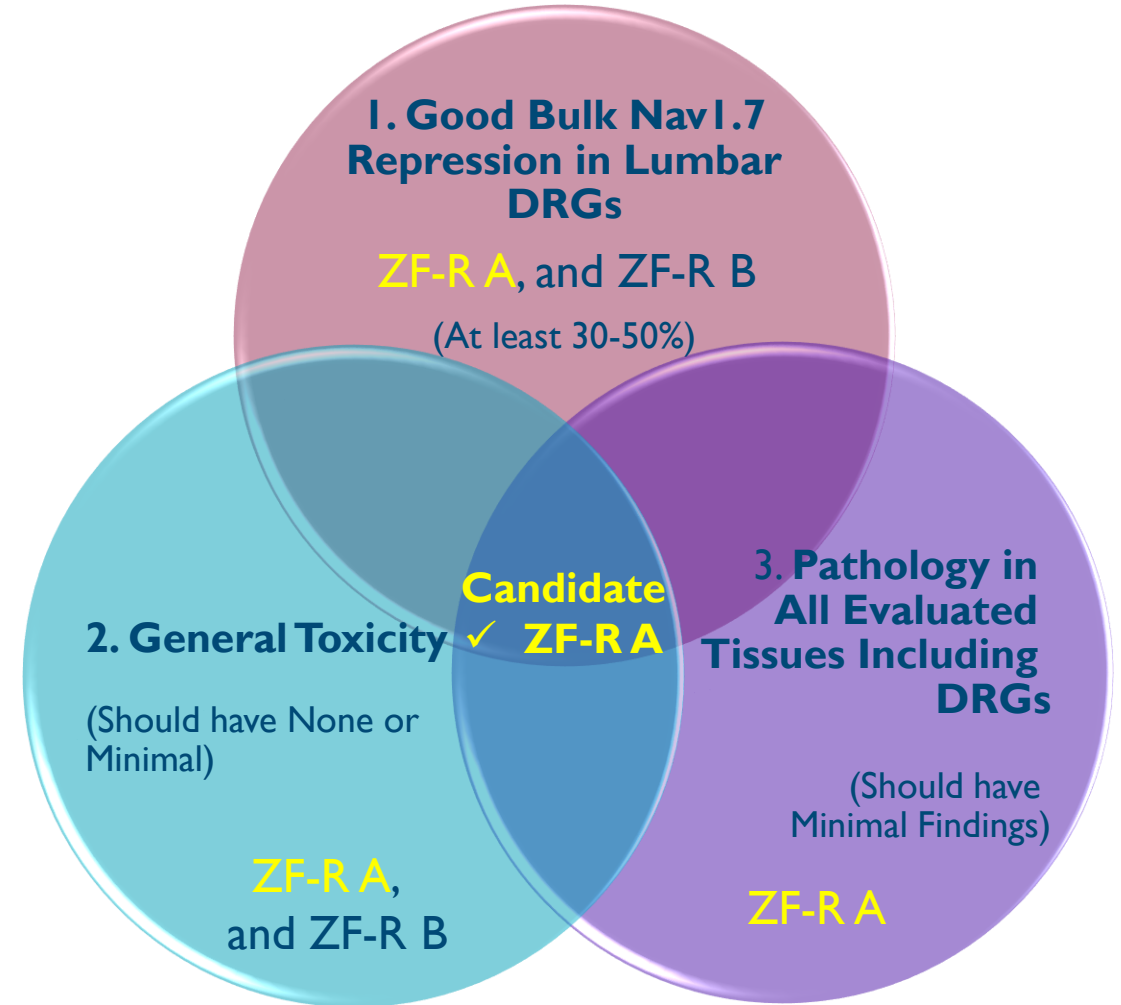 1. Good Bulk Nav1.7
Repression in Lumbar
DRGs
ZF-R A, and ZF-R B
(At least 30-50%)
Candidate
✓ ZF-R A
2. General Toxicity
(Should have None or
Minimal)
ZF-R A,
and ZF-R B
3. Pathology in
All Evaluated
Tissues Including
DRGs
(Should have
Minimal Findings)
ZF-R A